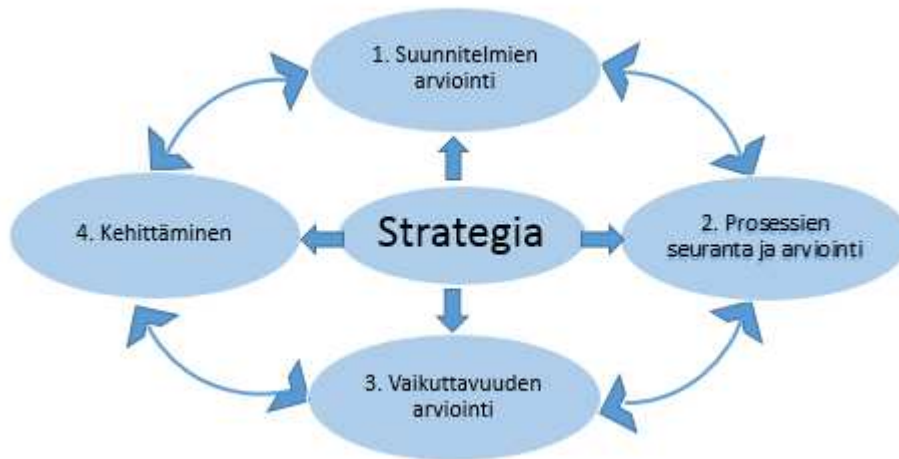 1. Suunnitelmien
arviointi
4. Kehittäminen
Strategia
2. Prosessien
seuranta ja arviointi
3. Vaikuttavuuden
arviointi